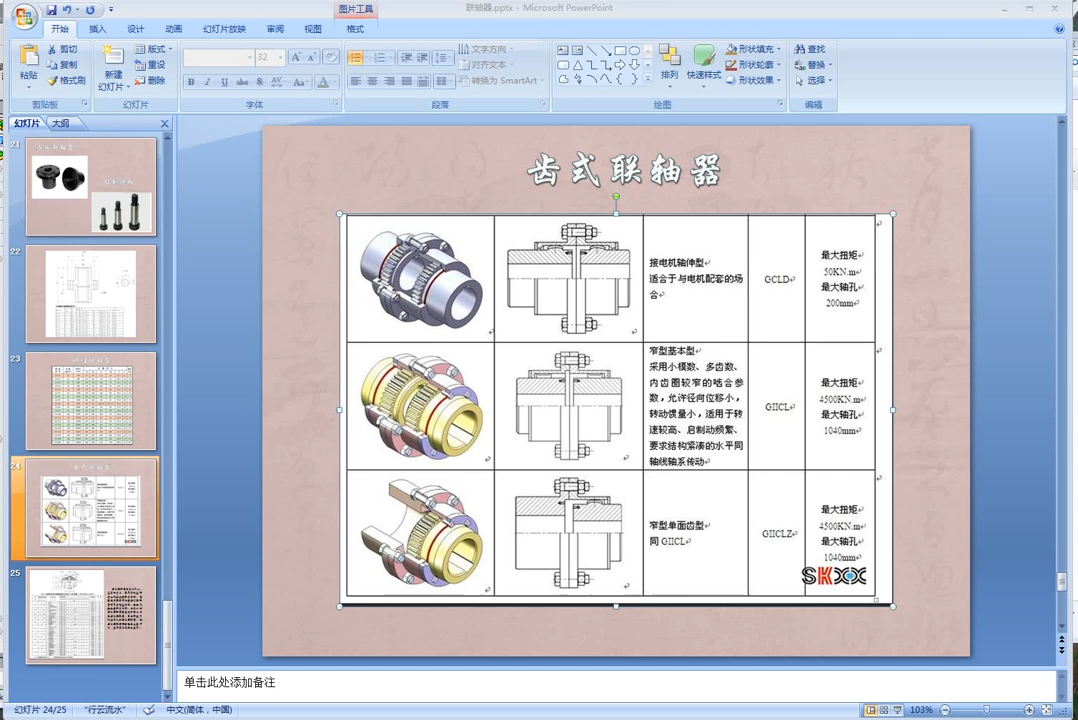 联轴器.pptx - Microsoft PowerPoint
图片工具
开始 插入 设计 动画 幻灯片放映 审阅 视图 格式
粘贴
剪切
复制
格式刷
剪贴板
新建
幻灯片
版式
重设
删除
幻灯片
32
B I U abc S AV Aa A
字体
文字方向
对齐文本
转换为 SmartArt
段落
排列
快速样式
形状填充
形状轮廓
形状效果
绘图
查找
替换
选择
编辑
幻灯片 大纲
21
22
23
24
25
齿式联轴器
接电机轴伸型
适合于与电机配套的场
合
GCLD
最大扭矩
50KN.m
最大轴孔
200mm
窄型基本型
采用小模数、多齿数、
内齿圈较窄的啮合参
数，允许径向位移小，
转动惯量小，适用于转
速较高、启制动频繁、
要求结构紧凑的水平同
轴线轴系传动
GIICL
最大扭矩
4500KN.m
最大轴孔
1040mm
窄型单面齿型
同 GIICL
GIICLZ
最大扭矩
4500KN.m
最大轴孔
1040mm
SKXX
单击此处添加备注
幻灯片 24/25 "行云流水" 中文(简体，中国) 103%